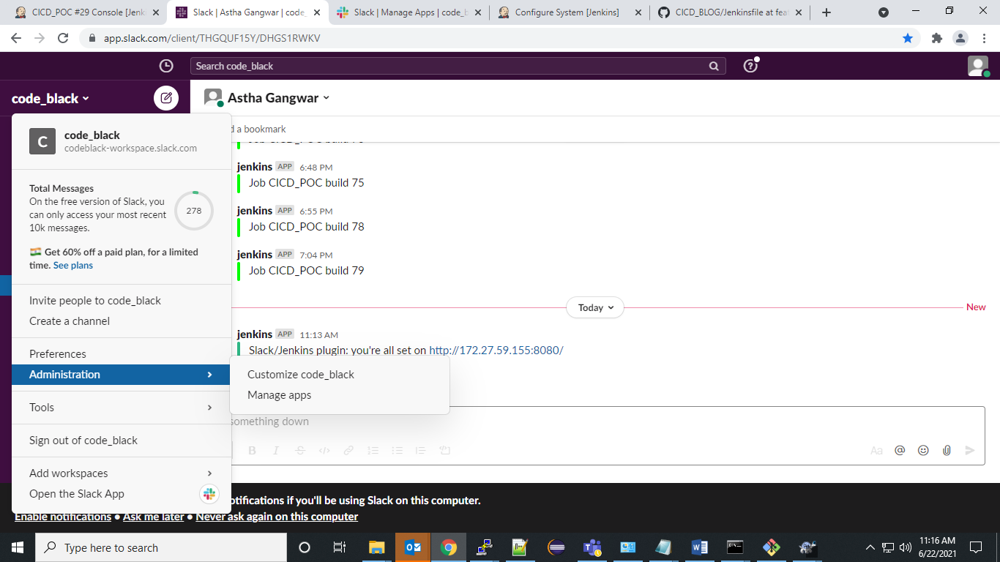 CICD_POC #29 Console [Jenki
Slack | Astha Gangwar | code_
Slack | Manage Apps | code_b
Configure System [Jenkins]
CICD_BLOG/Jenkinsfile at fea
app.slack.com/client/THGQUF15Y/DHGS1RWKV
Search code_black
code_black
Astha Gangwar
d a bookmark
C
code_black
codeblack-workspace.slack.com
Total Messages
On the free version of Slack, you
can only access your most recent
10k messages.
278
Get 60% off a paid plan, for a limited
time. See plans
Invite people to code_black
Create a channel
Preferences
Administration
Tools
Sign out of code_black
Add workspaces
Open the Slack App
Customize code_black
Manage apps
jenkins APP 6:48 PM
Job CICD_POC build 75
jenkins APP 6:55 PM
Job CICD_POC build 78
jenkins APP 7:04 PM
Job CICD_POC build 79
Today
New
jenkins APP 11:13 AM
Slack/Jenkins plugin: you're all set on http://172.27.59.155:8080/
something down
B I S </> Aa @
otifications if you'll be using Slack on this computer.
Enable notifications • Ask me later • Never ask again on this computer
Type here to search
11:16 AM
6/22/2021